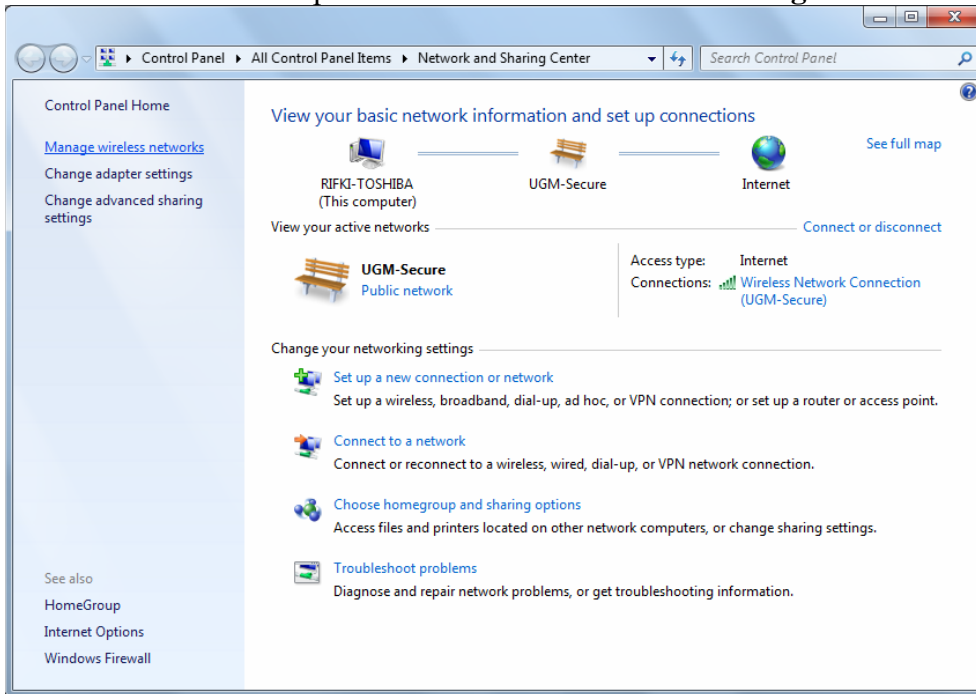 Control Panel ▸ All Control Panel Items ▸ Network and Sharing Center
Search Control Panel
Control Panel Home
Manage wireless networks
Change adapter settings
Change advanced sharing
settings
See also
HomeGroup
Internet Options
Windows Firewall
View your basic network information and set up connections
See full map
RIFKI-TOSHIBA
(This computer)
UGM-Secure
Internet
View your active networks
Connect or disconnect
UGM-Secure
Public network
Access type: Internet
Connections: Wireless Network Connection
(UGM-Secure)
Change your networking settings
Set up a new connection or network
Set up a wireless, broadband, dial-up, ad hoc, or VPN connection; or set up a router or access point.
Connect to a network
Connect or reconnect to a wireless, wired, dial-up, or VPN network connection.
Choose homegroup and sharing options
Access files and printers located on other network computers, or change sharing settings.
Troubleshoot problems
Diagnose and repair network problems, or get troubleshooting information.